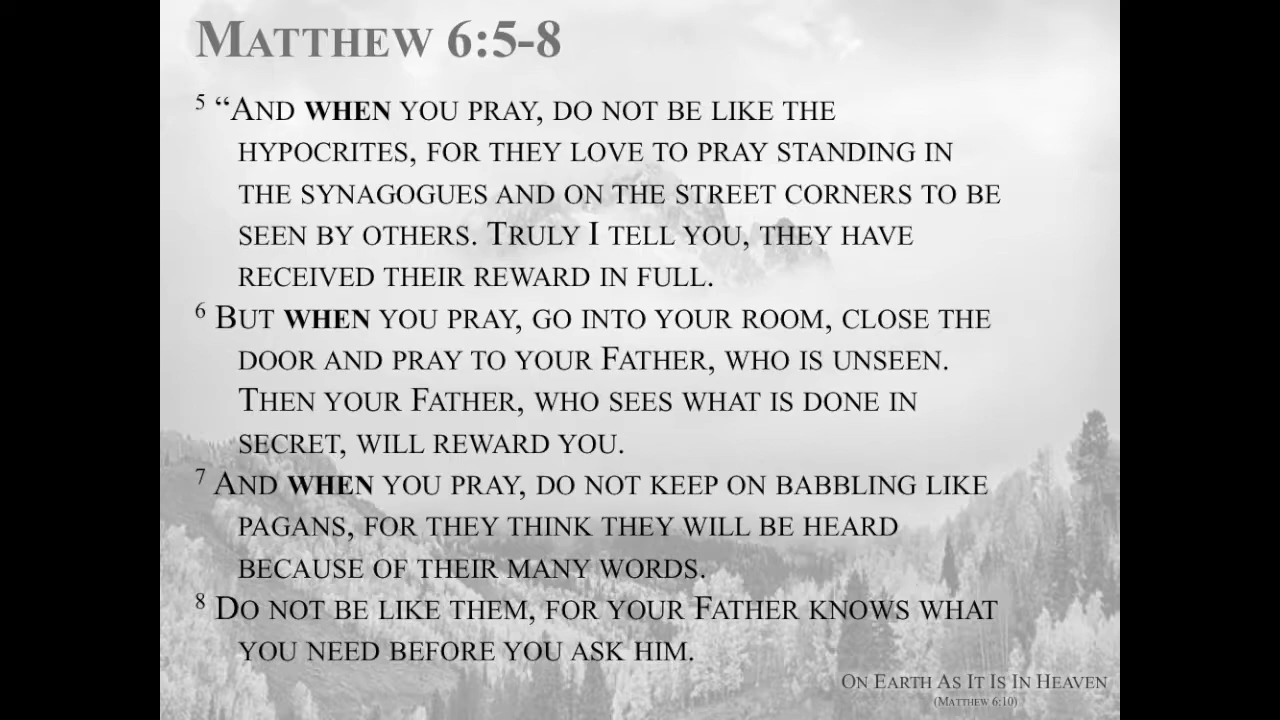 MATTHEW 6:5-8
5 “AND WHEN YOU PRAY, DO NOT BE LIKE THE
HYPOCRITES, FOR THEY LOVE TO PRAY STANDING IN
THE SYNAGOGUES AND ON THE STREET CORNERS TO BE
SEEN BY OTHERS. TRULY I TELL YOU, THEY HAVE
RECEIVED THEIR REWARD IN FULL.
6 BUT WHEN YOU PRAY, GO INTO YOUR ROOM, CLOSE THE
DOOR AND PRAY TO YOUR FATHER, WHO IS UNSEEN.
THEN YOUR FATHER, WHO SEES WHAT IS DONE IN
SECRET, WILL REWARD YOU.
7 AND WHEN YOU PRAY, DO NOT KEEP ON BABBLING LIKE
PAGANS, FOR THEY THINK THEY WILL BE HEARD
BECAUSE OF THEIR MANY WORDS.
8 DO NOT BE LIKE THEM, FOR YOUR FATHER KNOWS WHAT
YOU NEED BEFORE YOU ASK HIM.
ON EARTH AS IT IS IN HEAVEN
(MATTHEW 6:10)